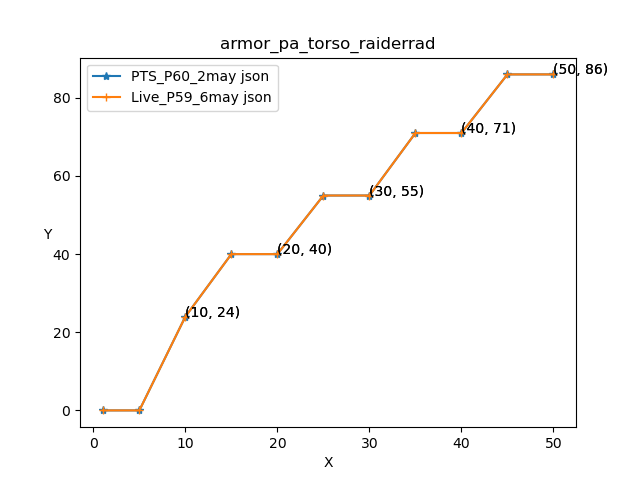 armor_pa_torso_raiderrad
PTS_P60_2may json
Live_P59_6may json
(50, 86)
(40, 71)
(30, 55)
(20, 40)
(10, 24)
80
60
40
20
0
Y
0 10 20 30 40 50
X